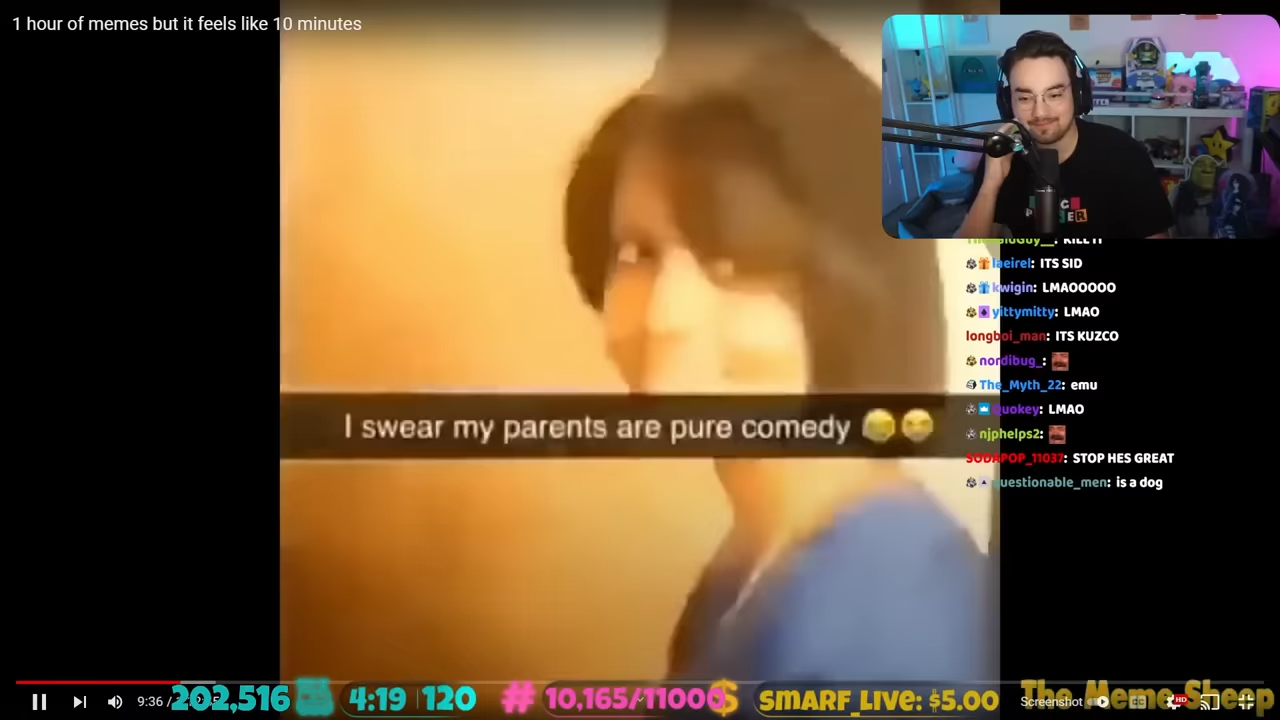 1 hour of memes but it feels like 10 minutes
laeirel: ITS SID
kwigin: LMAOOOOO
yittymitty: LMAO
longboi_man: ITS KUZCO
nordibug_:
The_Myth_22: emu
Quokey: LMAO
njphelps2:
SODAPOP_11037: STOP HES GREAT
questionable_men: is a dog
I swear my parents are pure comedy 😂😂
9:36 /
202,516
4:19 | 120
# 10,165/11000
$ SMARF_LIVE: $5.00
The Meme Sheep
Screenshot
HD